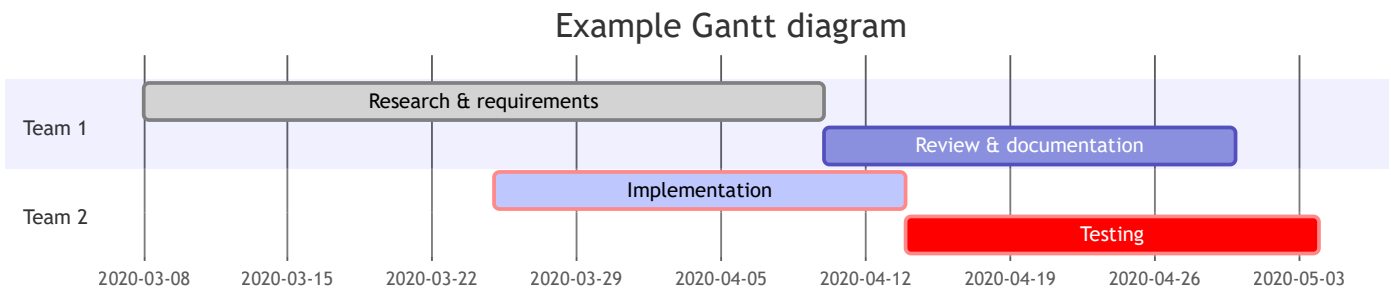 Example Gantt diagram
Research & requirements
Team 1
Review & documentation
Implementation
Team 2
Testing
2020-03-08 2020-03-15 2020-03-22 2020-03-29 2020-04-05 2020-04-12 2020-04-19 2020-04-26 2020-05-03